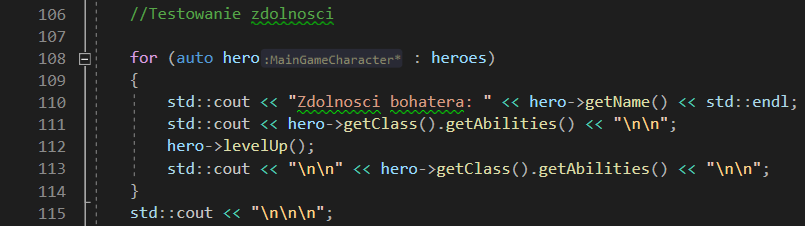 106 //Testowanie zdolnosci
107
108 for (auto hero :MainGameCharacter* : heroes)
109 {
110 std::cout << "Zdolnosci bohatera: " << hero->getName() << std::endl;
111 std::cout << hero->getClass().getAbilities() << "\n\n";
112 hero->levelUp();
113 std::cout << "\n\n" << hero->getClass().getAbilities() << "\n\n";
114 }
115 std::cout << "\n\n\n";